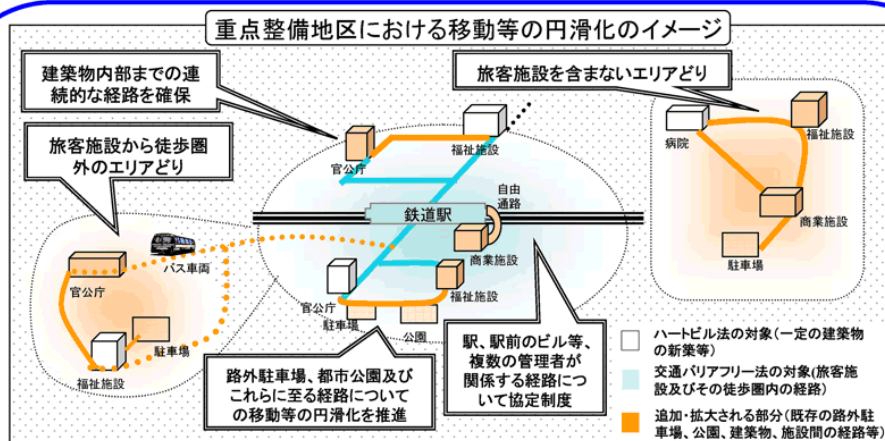 重点整備地区における移動等の円滑化のイメージ
建築物内部までの連
続的な経路を確保
旅客施設を含まないエリアどり
旅客施設から徒歩圏
外のエリアどり
官公庁
福祉施設
病院
福祉施設
自由
通路
鉄道駅
商業施設
商業施設
駐車場
バス車両
官公庁
駐車場
福祉施設
官公庁
駐車場
公園
福祉施設
路外駐車場、都市公園及び
これらに至る経路について
の移動等の円滑化を推進
駅、駅前のビル等、
複数の管理者が
関係する経路につ
いて協定制度
ハートビル法の対象(一定の建築物
の新築等)
交通バリアフリー法の対象(旅客施
設及びその徒歩圏内の経路)
追加・拡大される部分(既存の路外駐
車場、公園、建築物、施設間の経路等)